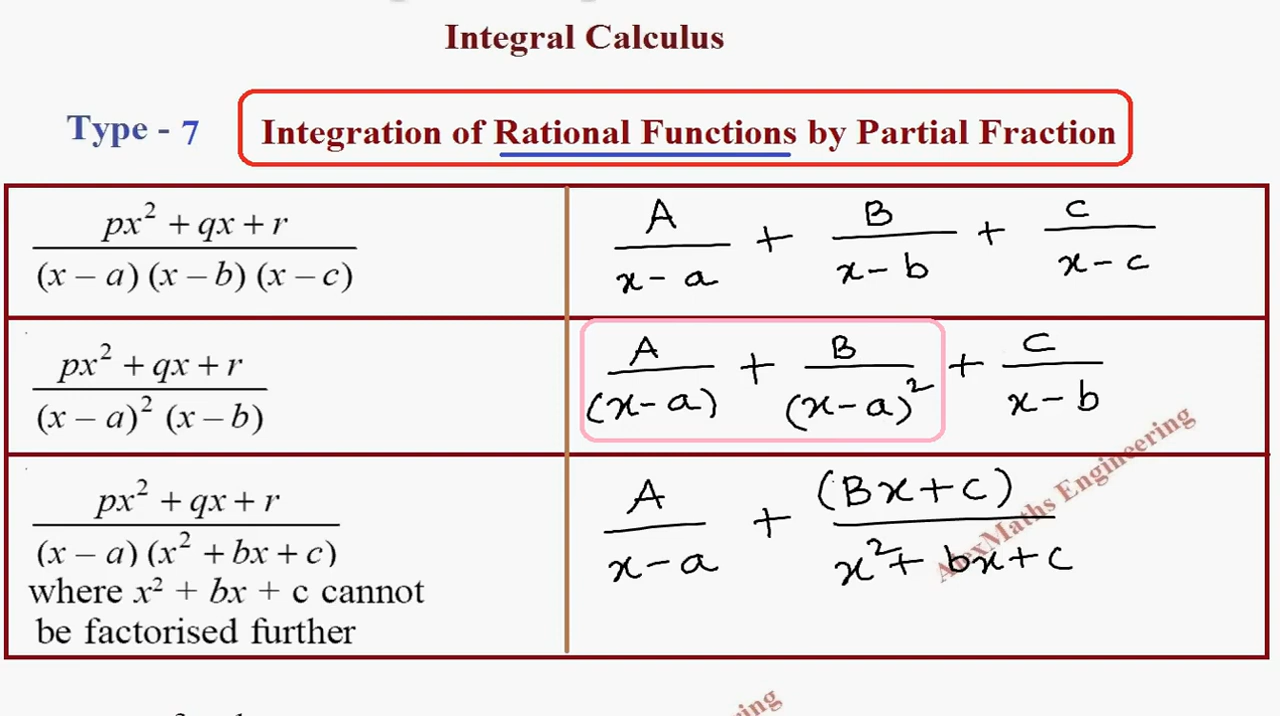 Integral Calculus
Type - 7 Integration of Rational Functions by Partial Fraction
px² + qx + r / (x – a) (x – b) (x – c)
A / x - a + B / x - b + C / x - c
px² + qx + r / (x – a)² (x – b)
A / (x - a) + B / (x - a)² + C / x - b
px² + qx + r / (x – a) (x² + bx + c)
where x² + bx + c cannot
be factorised further
A / x - a + (Bx + C) / x² + bx + c
AlexMaths Engineering